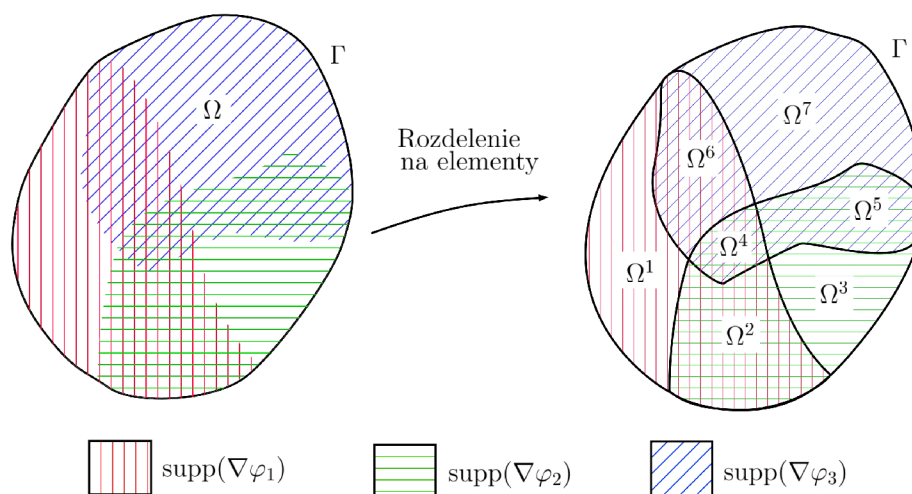 Γ
Ω
Rozdelenie
na elementy
Γ
Ω⁷
Ω⁶
Ω⁵
Ω⁴
Ω¹
Ω³
Ω²
supp(∇φ₁)
supp(∇φ₂)
supp(∇φ₃)